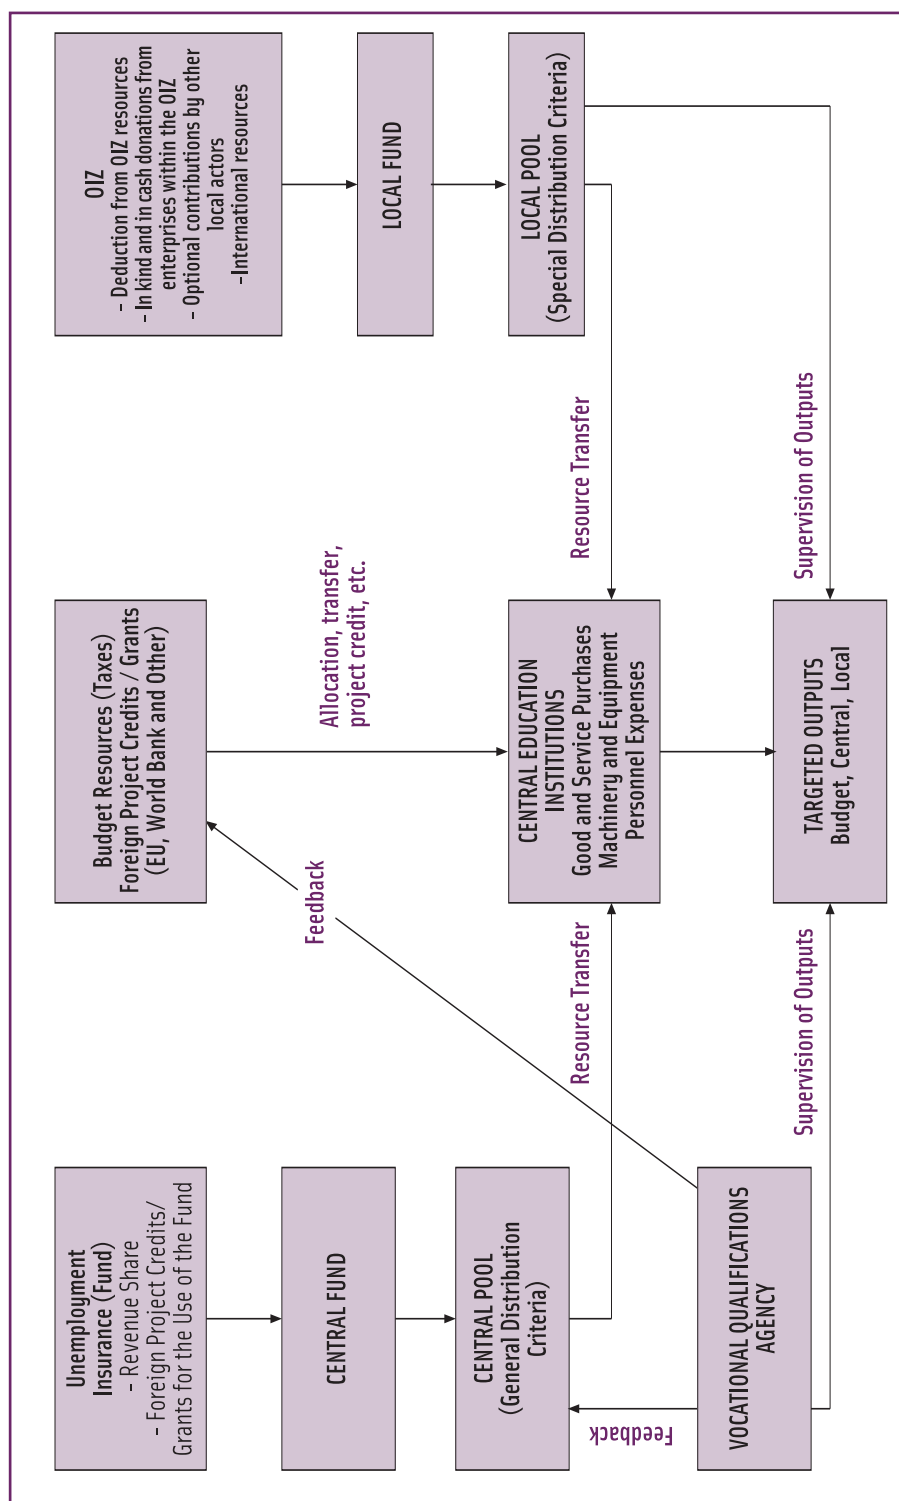 Unemployment
Insurance (Fund)
- Revenue Share
- Foreign Project Credits/
Grants for the Use of the Fund
CENTRAL FUND
CENTRAL POOL
(General Distribution
Criteria)
Feedback
VOCATIONAL QUALIFICATIONS
AGENCY
Feedback
Resource Transfer
Supervision of Outputs
Budget Resources (Taxes)
Foreign Project Credits / Grants
(EU, World Bank and Other)
Allocation, transfer,
project credit, etc.
CENTRAL EDUCATION
INSTITUTIONS
Good and Service Purchases
Machinery and Equipment
Personnel Expenses
TARGETED OUTPUTS
Budget, Central, Local
Resource Transfer
Supervision of Outputs
OIZ
- Deduction from OIZ resources
- In kind and in cash donations from
enterprises within the OIZ
- Optional contributions by other
local actors
-International resources
LOCAL FUND
LOCAL POOL
(Special Distribution Criteria)